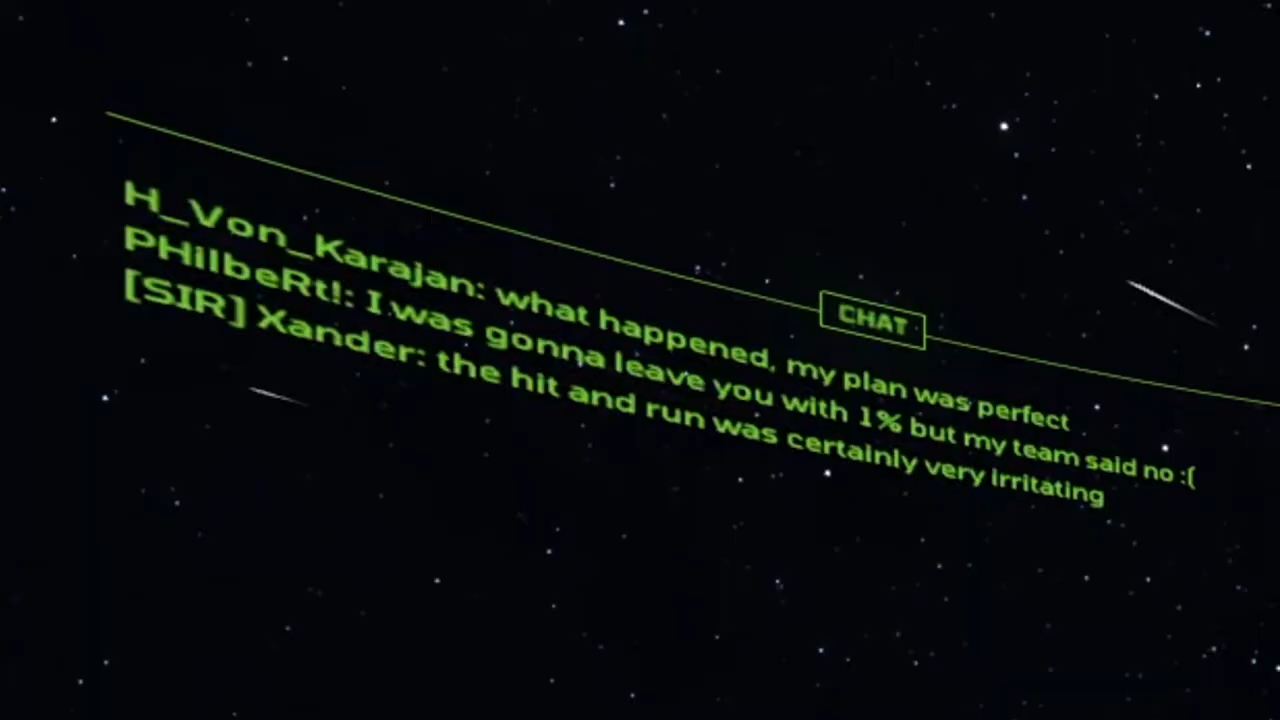 CHAT
H_Von_Karajan: what happened, my plan was perfect
PHilbeRt!: I was gonna leave you with 1% but my team said no :(
[SIR] Xander: the hit and run was certainly very irritating